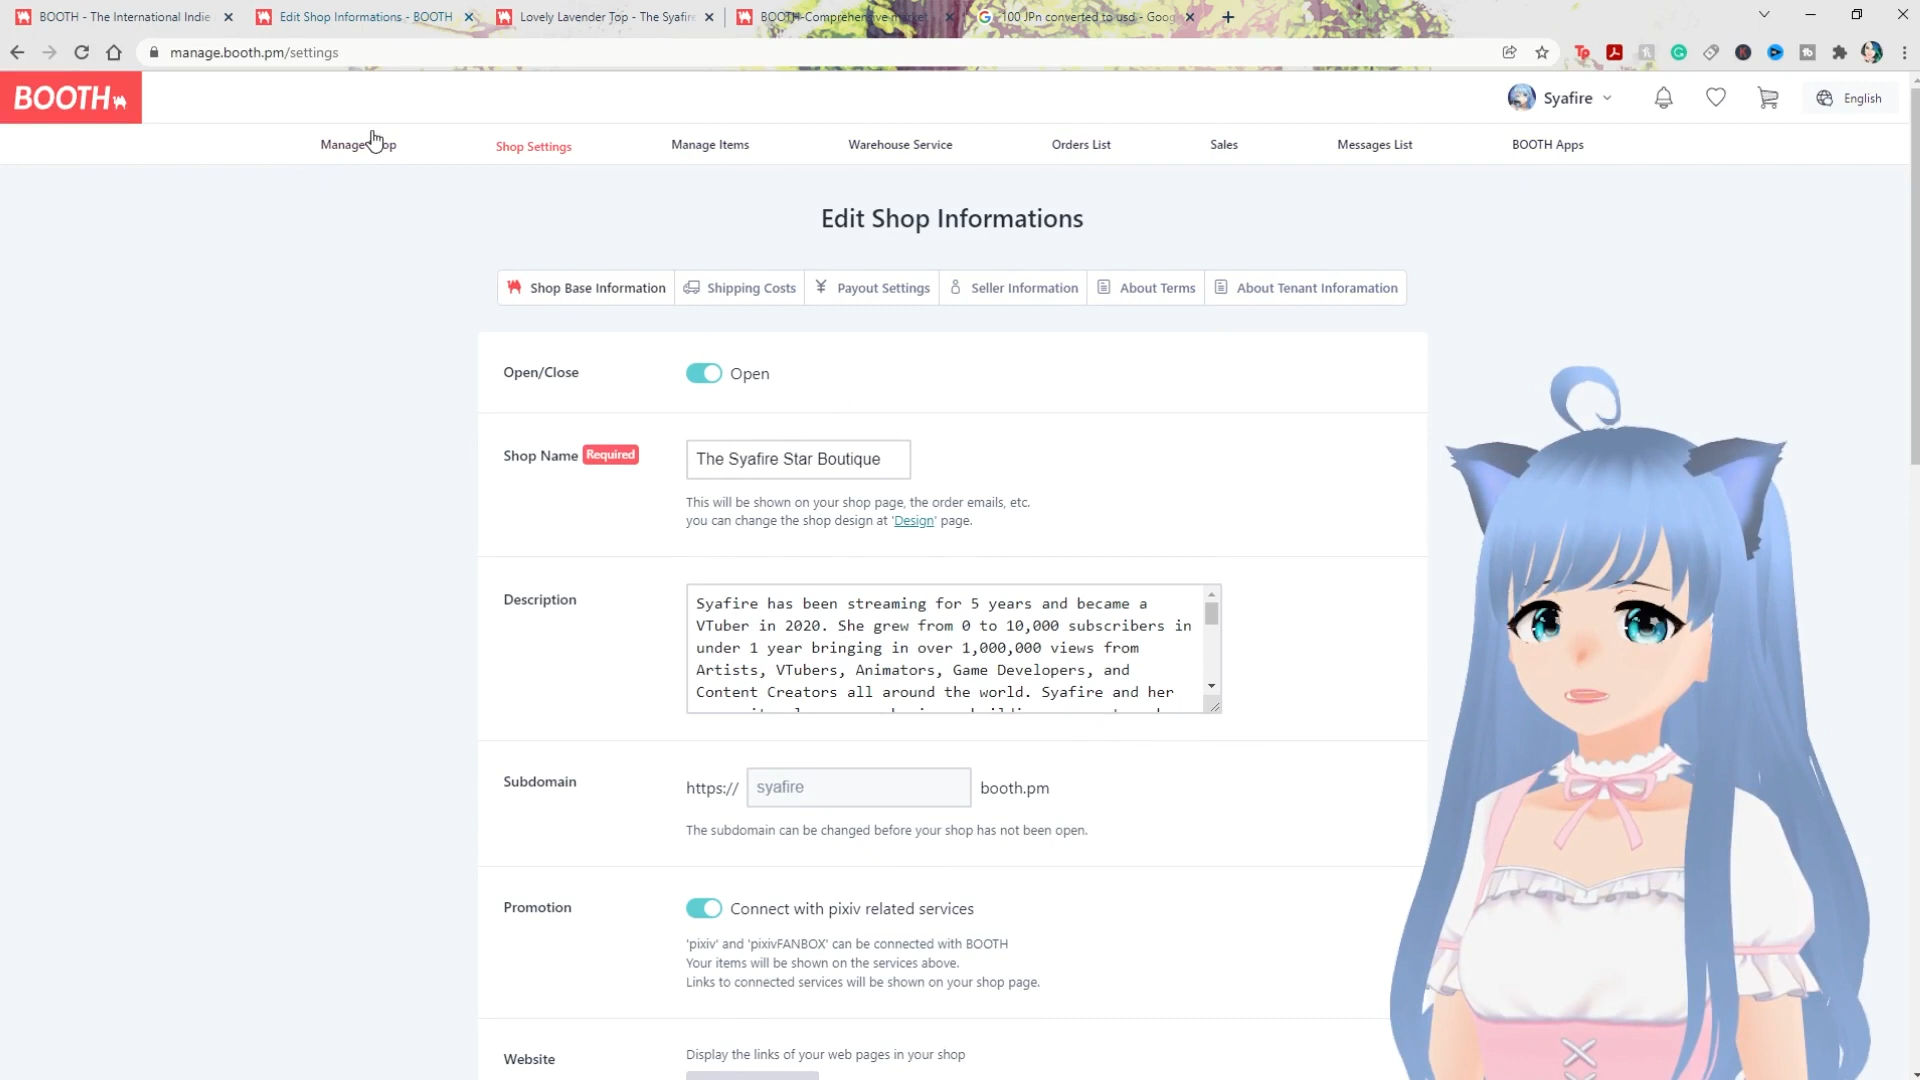 BOOTH - The International Indie
Edit Shop Informations - BOOTH
Lovely Lavender Top - The Syafire
BOOTH-Comprehensive market
100 JPn converted to usd - Goog
manage.booth.pm/settings
BOOTH
Syafire
English
Manage Shop
Shop Settings
Manage Items
Warehouse Service
Orders List
Sales
Messages List
BOOTH Apps
Edit Shop Informations
Shop Base Information
Shipping Costs
Payout Settings
Seller Information
About Terms
About Tenant Inforamation
Open/Close
Open
Shop Name Required
The Syafire Star Boutique
This will be shown on your shop page, the order emails, etc.
you can change the shop design at 'Design' page.
Description
Syafire has been streaming for 5 years and became a
VTuber in 2020. She grew from 0 to 10,000 subscribers in
under 1 year bringing in over 1,000,000 views from
Artists, VTubers, Animators, Game Developers, and
Content Creators all around the world. Syafire and her
Subdomain
https://
syafire
booth.pm
The subdomain can be changed before your shop has not been open.
Promotion
Connect with pixiv related services
'pixiv' and 'pixivFANBOX' can be connected with BOOTH
Your items will be shown on the services above.
Links to connected services will be shown on your shop page.
Website
Display the links of your web pages in your shop